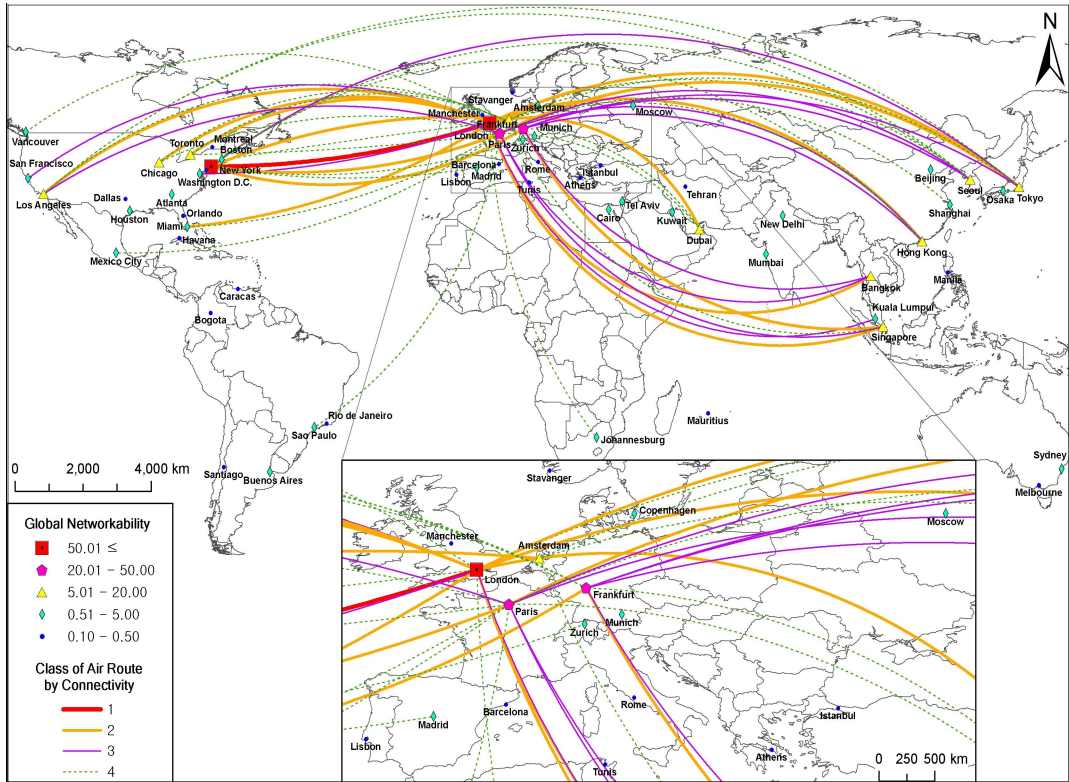 N
Stavanger
Manchester
Amsterdam
Moscow
Frankfurt
London
Munich
Paris
Zurich
Vancouver
Montreal
Toronto
Boston
San Francisco
Chicago
New York
Washington D.C.
Barcelona
Madrid
Lisbon
Rome
Istanbul
Athens
Tunis
Tehran
Beijing
Seoul
Osaka
Tokyo
Los Angeles
Dallas
Atlanta
Houston
Orlando
Miami
Havana
Mexico City
Cairo
Tel Aviv
Kuwait
Dubai
New Delhi
Mumbai
Shanghai
Hong Kong
Bangkok
Manila
Kuala Lumpur
Singapore
Caracas
Bogota
Rio de Janeiro
Sao Paulo
Mauritius
Johannesburg
Santiago
Buenos Aires
Sydney
Melbourne
0 2,000 4,000 km
Global Networkability
50.01 ≤
20.01 - 50.00
5.01 - 20.00
0.51 - 5.00
0.10 - 0.50
Class of Air Route
by Connectivity
1
2
3
4
Stavanger
Copenhagen
Moscow
Manchester
Amsterdam
London
Frankfurt
Paris
Munich
Zurich
Barcelona
Rome
Madrid
Istanbul
Lisbon
Athens
Tunis
0 250 500 km